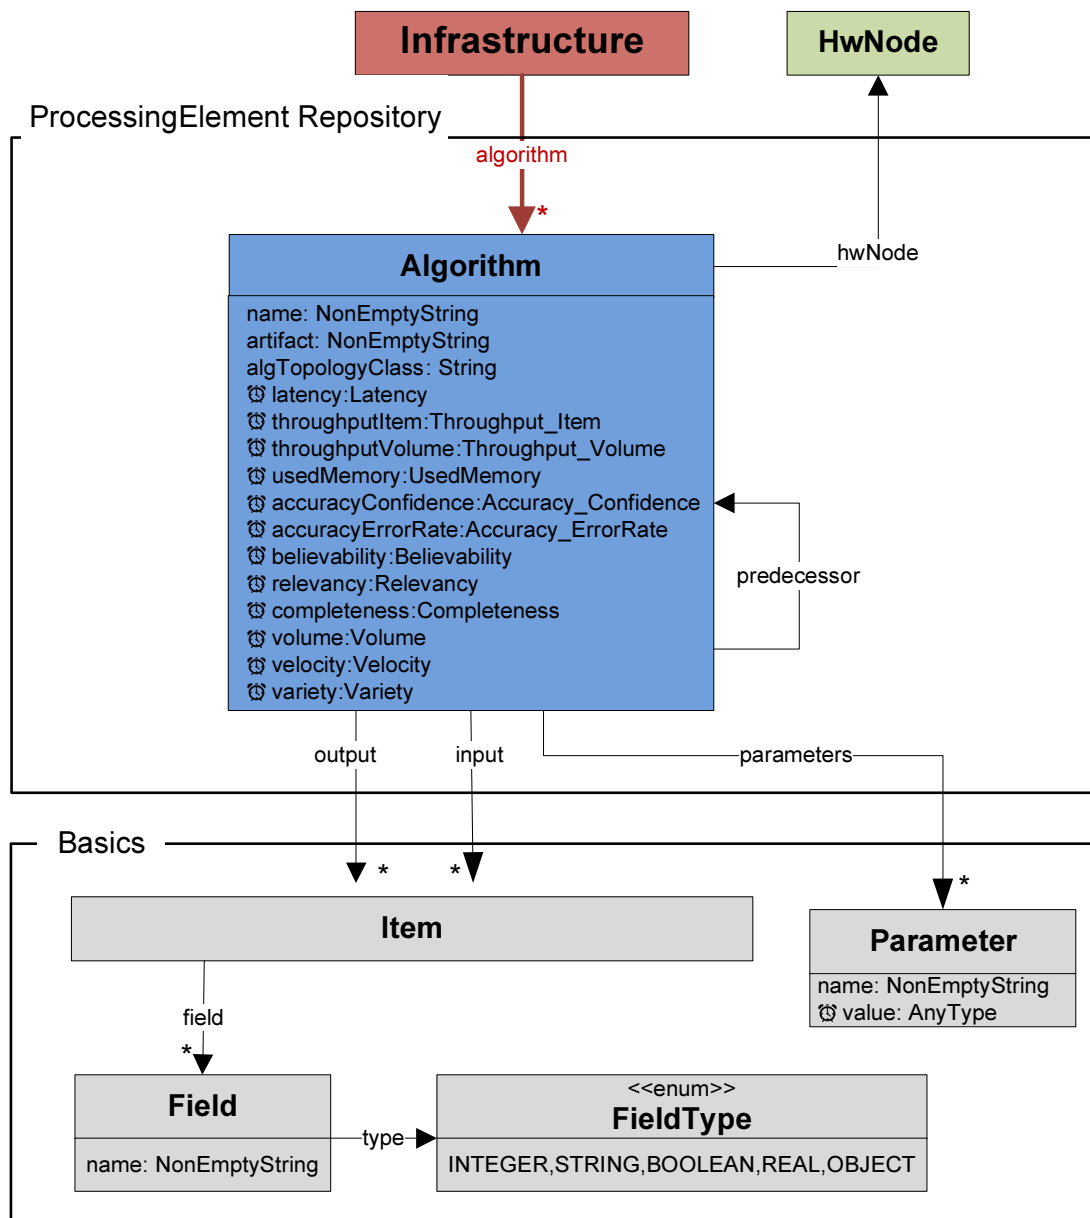 Infrastructure
HwNode
ProcessingElement Repository
algorithm
*
hwNode
Algorithm
name: NonEmptyString
artifact: NonEmptyString
algTopologyClass: String
latency:Latency
throughputItem:Throughput_Item
throughputVolume:Throughput_Volume
usedMemory:UsedMemory
accuracyConfidence:Accuracy_Confidence
accuracyErrorRate:Accuracy_ErrorRate
believability:Believability
relevancy:Relevancy
completeness:Completeness
volume:Volume
velocity:Velocity
variety:Variety
predecessor
output
input
parameters
Basics
*
*
*
Item
Parameter
name: NonEmptyString
value: AnyType
field
*
Field
name: NonEmptyString
type
<<enum>>
FieldType
INTEGER,STRING,BOOLEAN,REAL,OBJECT